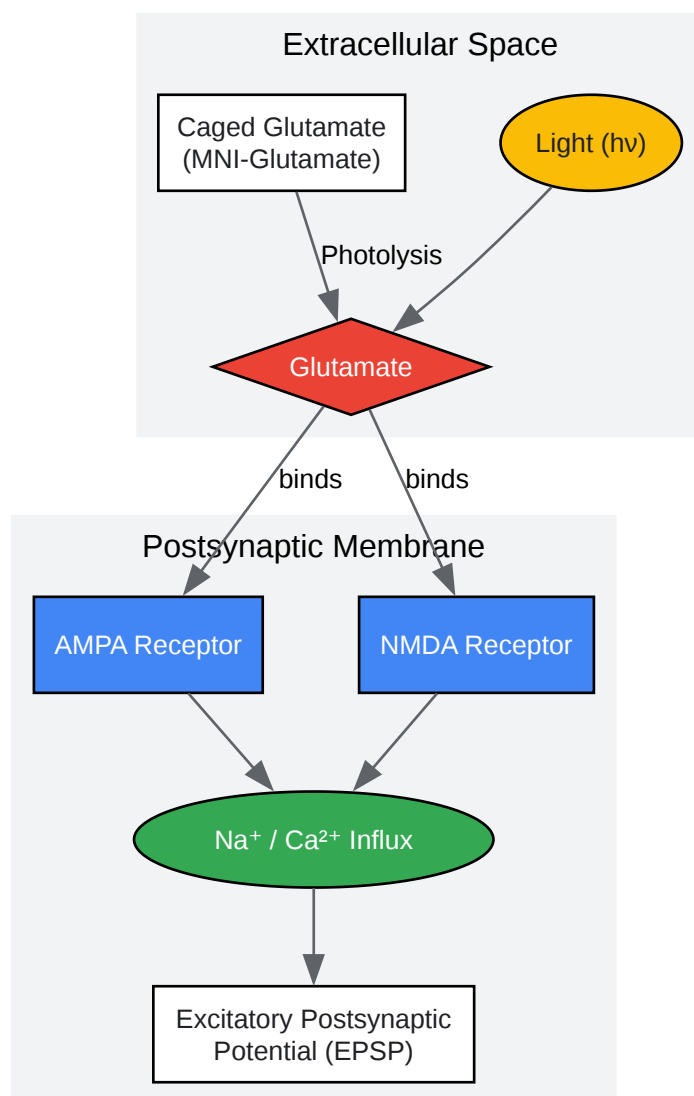 Extracellular Space
Caged Glutamate
(MNI-Glutamate)
Light (hν)
Photolysis
Glutamate
binds
binds
Postsynaptic Membrane
AMPA Receptor
NMDA Receptor
Na⁺ / Ca²⁺ Influx
Excitatory Postsynaptic
Potential (EPSP)